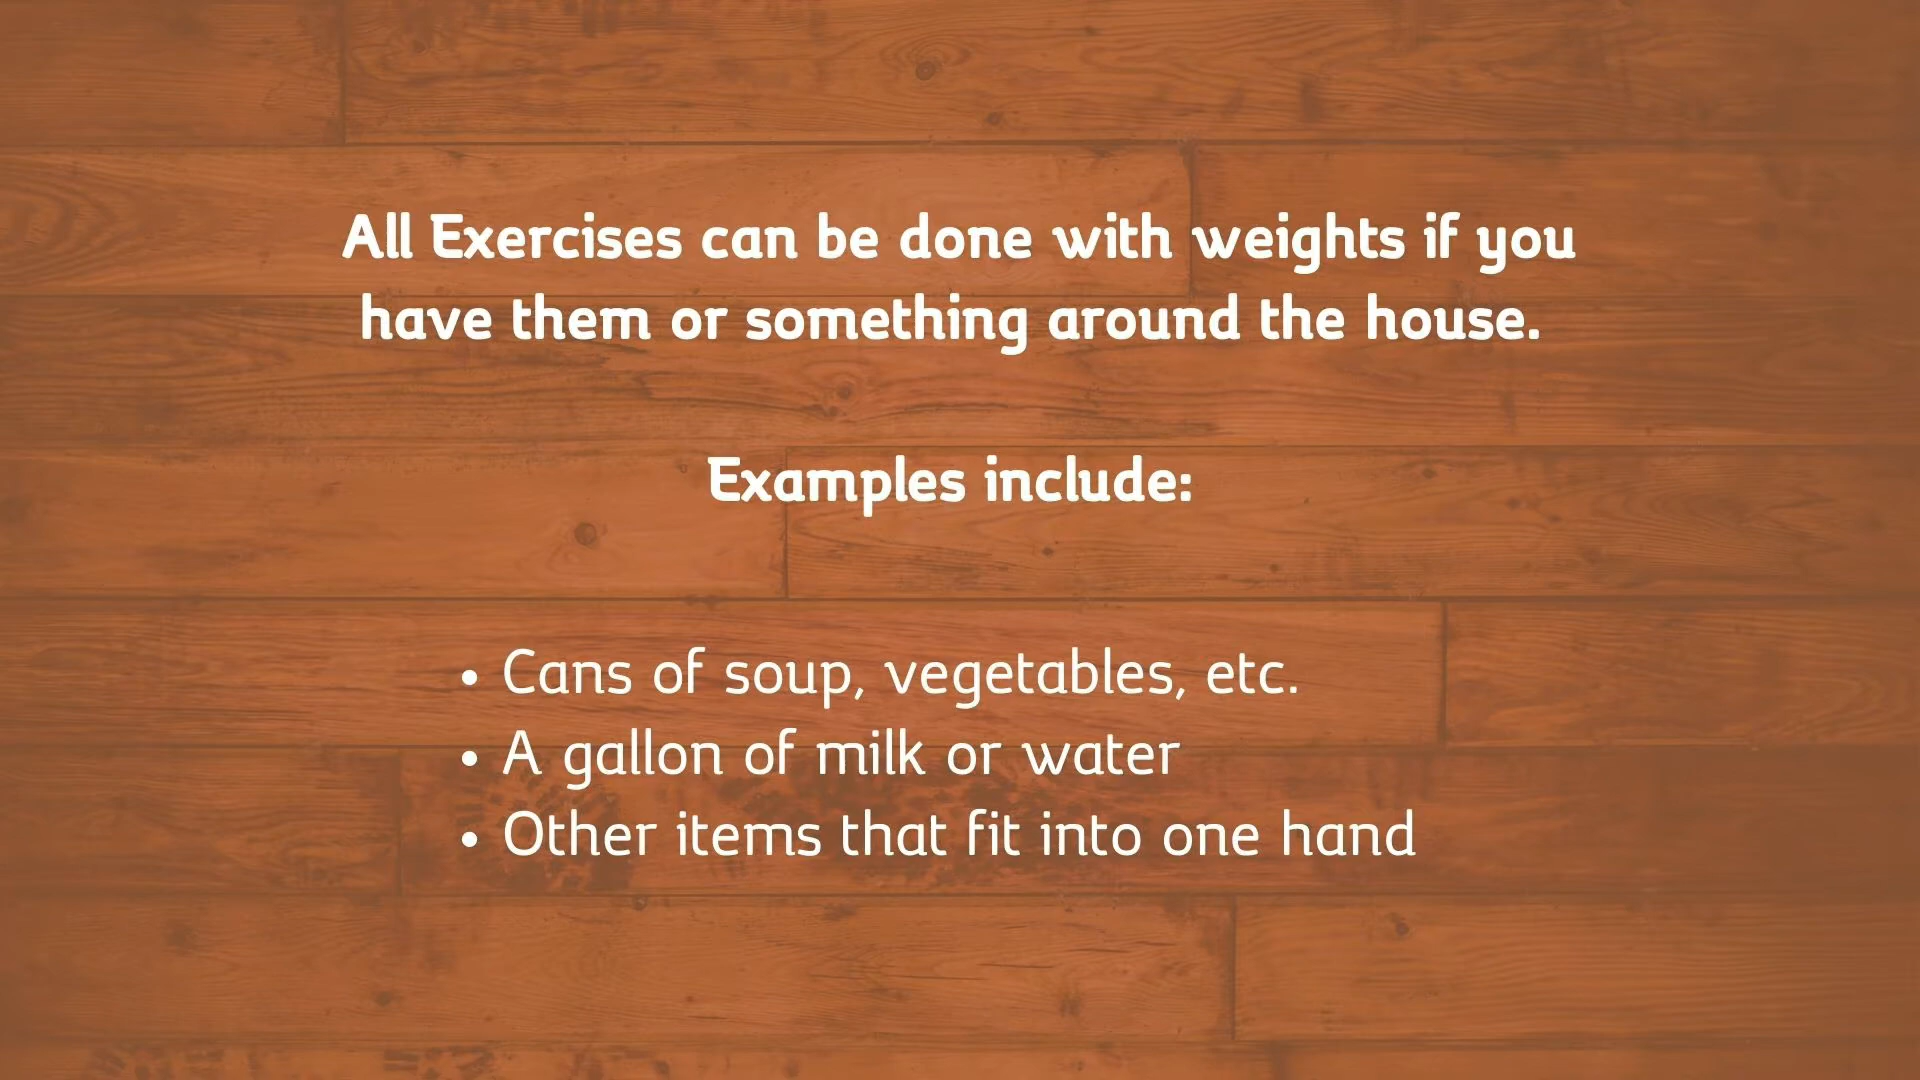 All Exercises can be done with weights if you
have them or something around the house.
Examples include:
• Cans of soup, vegetables, etc.
• A gallon of milk or water
• Other items that fit into one hand